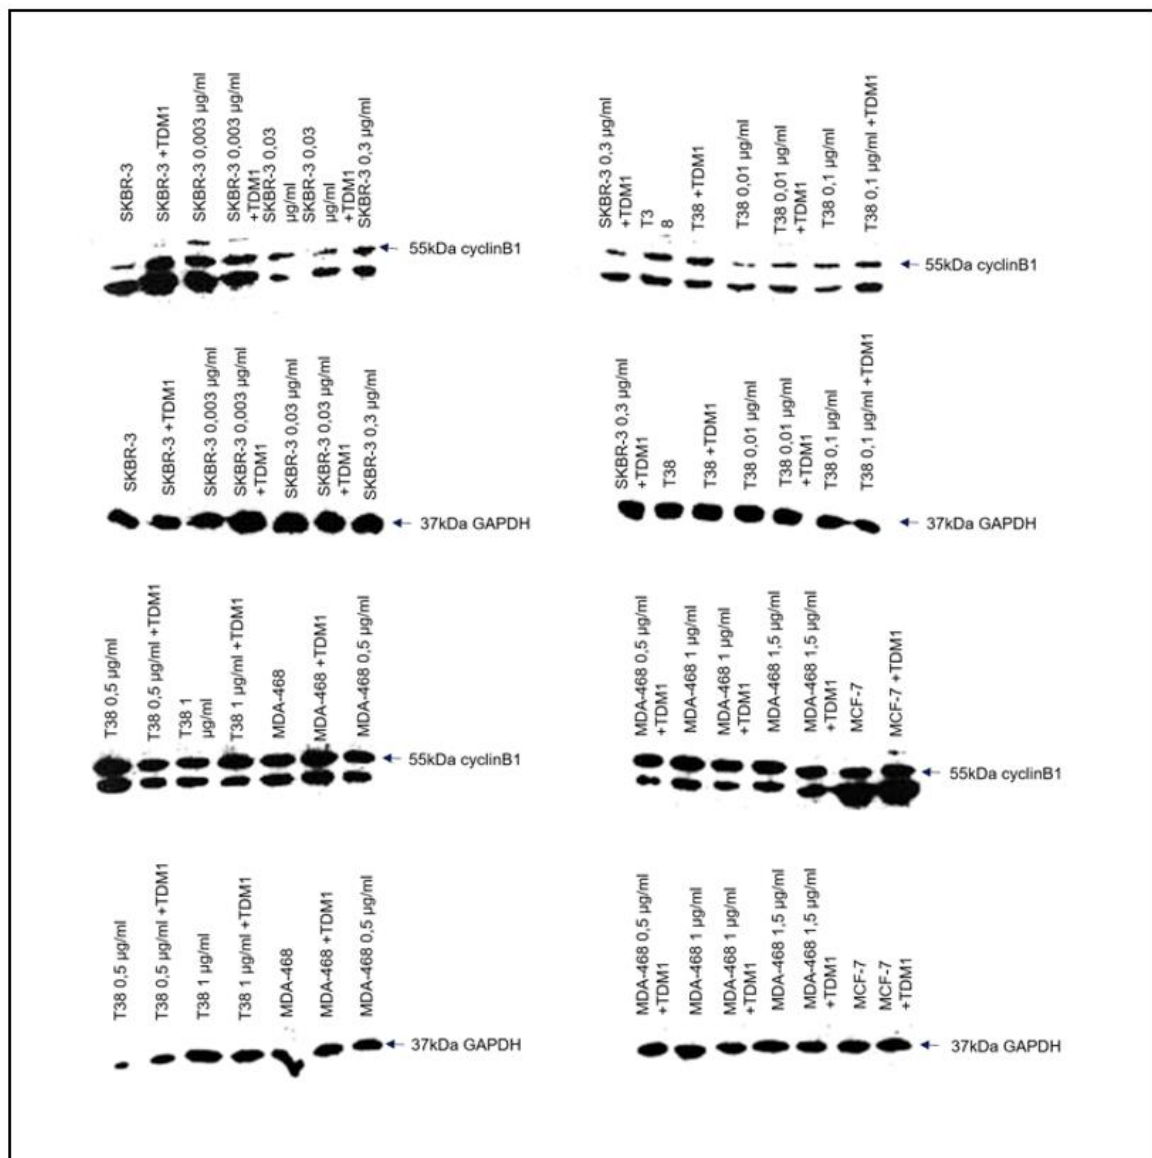 SKBR-3
SKBR-3 +TDM1
SKBR-3 0,003 µg/ml
SKBR-3 0,003 µg/ml
+TDM1
SKBR-3 0,03
µg/ml
SKBR-3 0,03
µg/ml
+TDM1
SKBR-3 0,3 µg/ml
55kDa cyclinB1
SKBR-3 0,3 µg/ml
+TDM1
T3
8
T38 +TDM1
T38 0,01 µg/ml
T38 0,01 µg/ml
+TDM1
T38 0,1 µg/ml
T38 0,1 µg/ml +TDM1
55kDa cyclinB1
SKBR-3
SKBR-3 +TDM1
SKBR-3 0,003 µg/ml
SKBR-3 0,003 µg/ml
+TDM1
SKBR-3 0,03 µg/ml
SKBR-3 0,03 µg/ml
+TDM1
SKBR-3 0,3 µg/ml
37kDa GAPDH
SKBR-3 0,3 µg/ml
+TDM1
T38
T38 +TDM1
T38 0,01 µg/ml
T38 0,01 µg/ml
+TDM1
T38 0,1 µg/ml
T38 0,1 µg/ml +TDM1
37kDa GAPDH
T38 0,5 µg/ml
T38 0,5 µg/ml +TDM1
T38 1
µg/ml
T38 1 µg/ml +TDM1
MDA-468
MDA-468 +TDM1
MDA-468 0,5 µg/ml
55kDa cyclinB1
MDA-468 0,5 µg/ml
+TDM1
MDA-468 1 µg/ml
MDA-468 1 µg/ml
+TDM1
MDA-468 1,5 µg/ml
MDA-468 1,5 µg/ml
+TDM1
MCF-7
MCF-7 +TDM1
55kDa cyclinB1
T38 0,5 µg/ml
T38 0,5 µg/ml +TDM1
T38 1 µg/ml
T38 1 µg/ml +TDM1
MDA-468
MDA-468 +TDM1
MDA-468 0,5 µg/ml
37kDa GAPDH
MDA-468 0,5 µg/ml
+TDM1
MDA-468 1 µg/ml
MDA-468 1 µg/ml
+TDM1
MDA-468 1,5 µg/ml
MDA-468 1,5 µg/ml
+TDM1
MCF-7
MCF-7
+TDM1
37kDa GAPDH